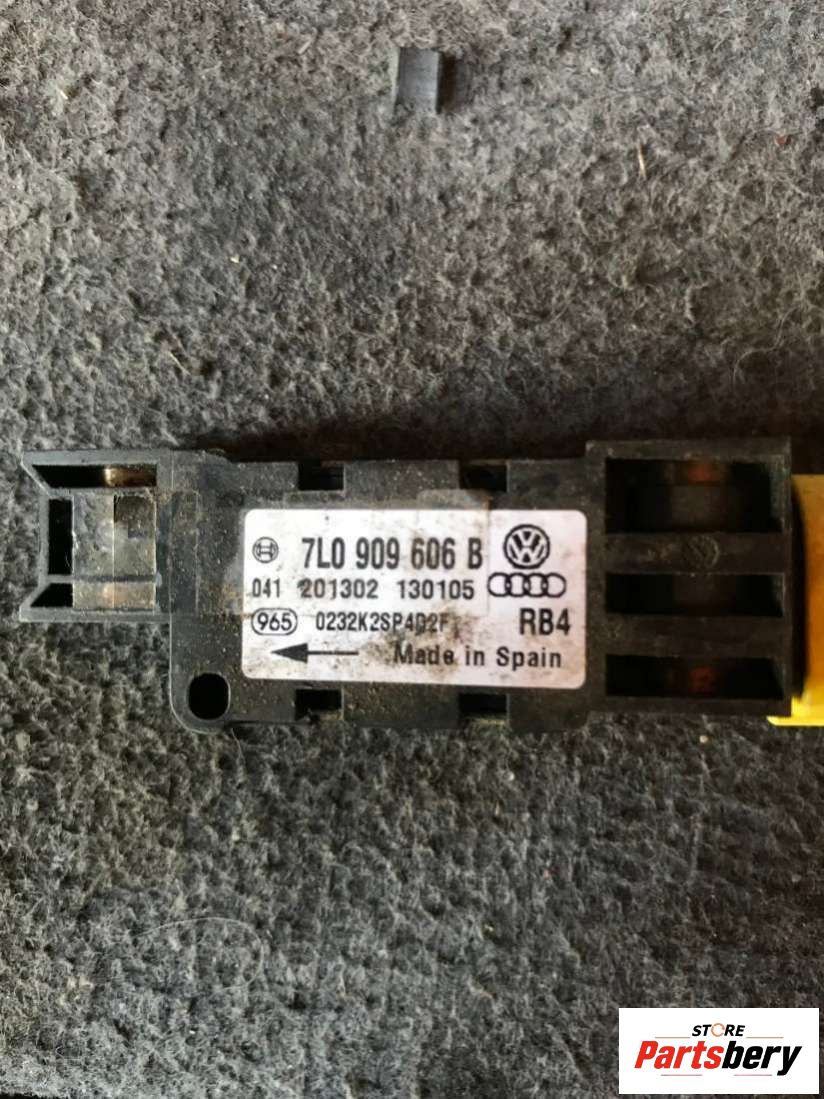 7L0 909 606 B
041 201302 130105
965 0232K2SP4D2F RB4
Made in Spain
STORE
Partsbery